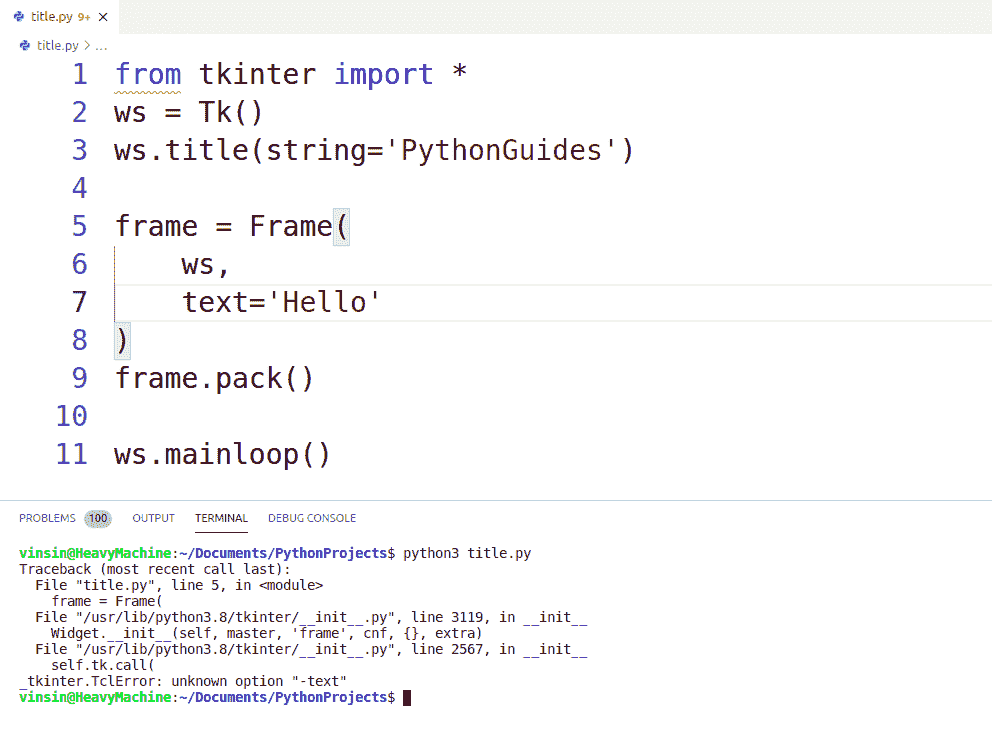 title.py 9+ ×
title.py > ...
1 from tkinter import *
2 ws = Tk()
3 ws.title(string='PythonGuides')
4
5 frame = Frame(
6     ws,
7     text='Hello'
8 )
9 frame.pack()
10
11 ws.mainloop()
PROBLEMS 100 OUTPUT TERMINAL DEBUG CONSOLE
vinsin@HeavyMachine:~/Documents/PythonProjects$ python3 title.py
Traceback (most recent call last):
  File "title.py", line 5, in <module>
    frame = Frame(
  File "/usr/lib/python3.8/tkinter/__init__.py", line 3119, in __init__
    Widget.__init__(self, master, 'frame', cnf, {}, extra)
  File "/usr/lib/python3.8/tkinter/__init__.py", line 2567, in __init__
    self.tk.call(
_tkinter.TclError: unknown option "-text"
vinsin@HeavyMachine:~/Documents/PythonProjects$